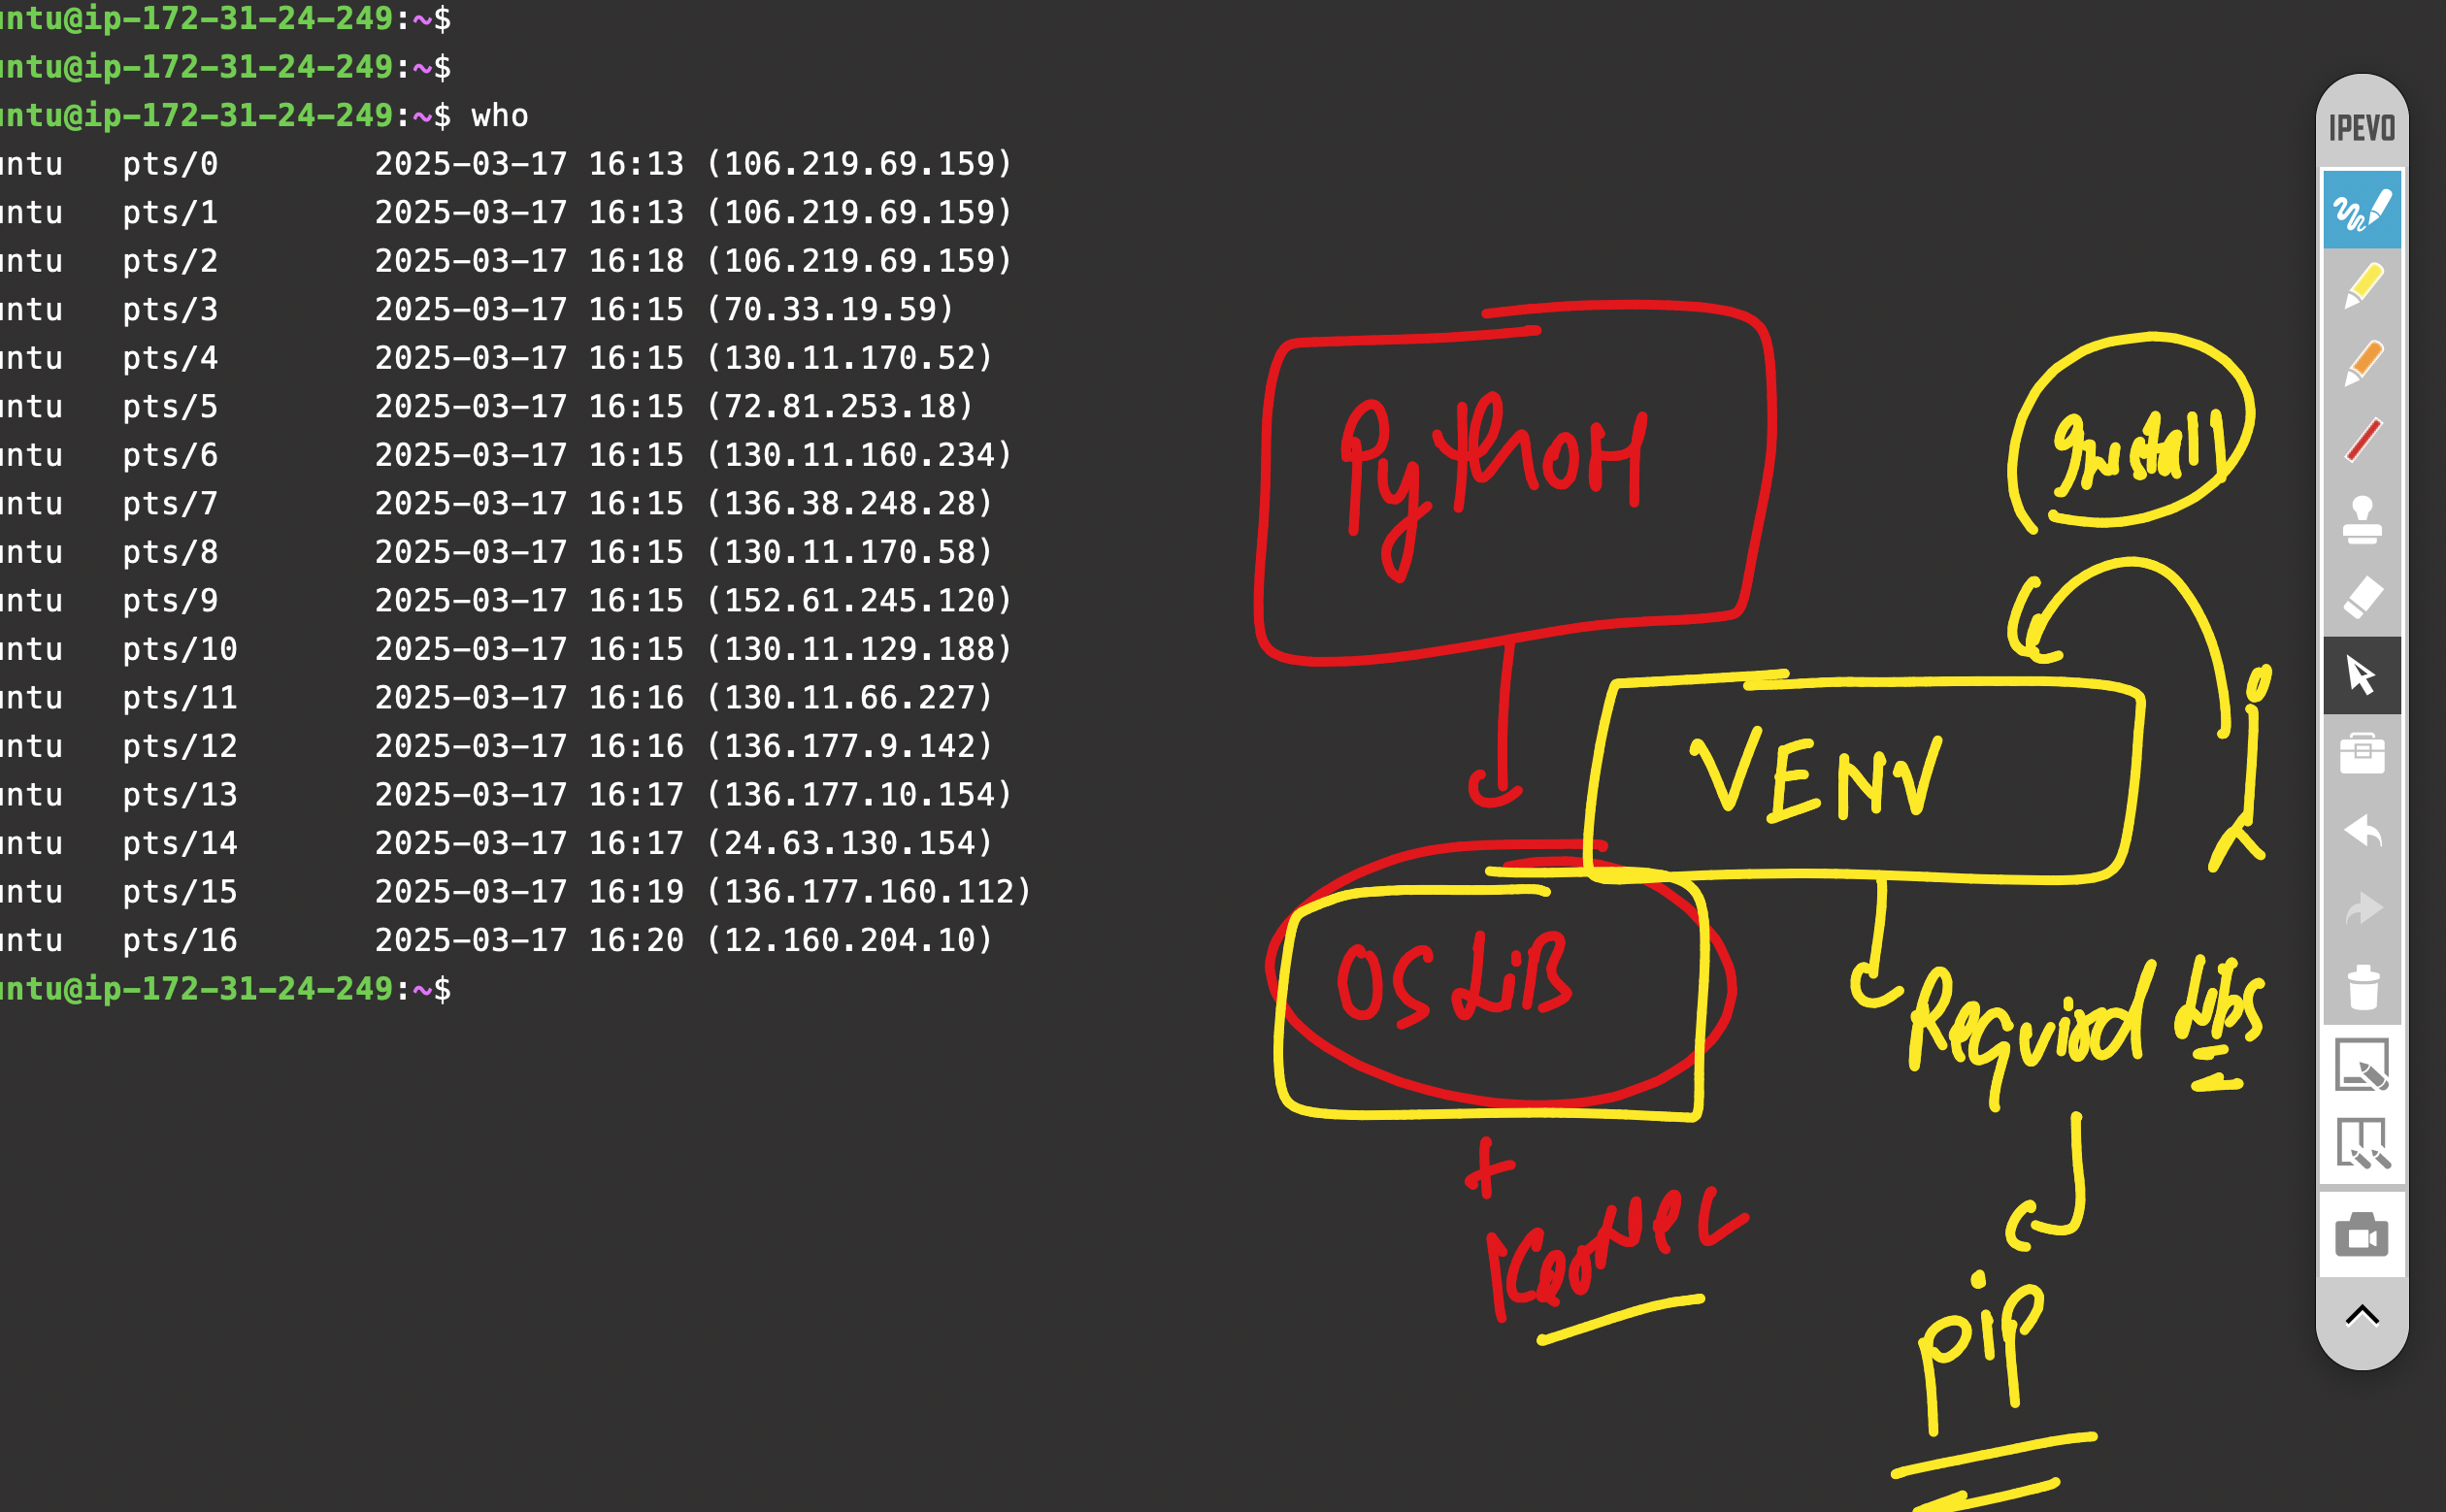 ntu@ip-172-31-24-249:~$
ntu@ip-172-31-24-249:~$
ntu@ip-172-31-24-249:~$ who
ntu pts/0 2025-03-17 16:13 (106.219.69.159)
ntu pts/1 2025-03-17 16:13 (106.219.69.159)
ntu pts/2 2025-03-17 16:18 (106.219.69.159)
ntu pts/3 2025-03-17 16:15 (70.33.19.59)
ntu pts/4 2025-03-17 16:15 (130.11.170.52)
ntu pts/5 2025-03-17 16:15 (72.81.253.18)
ntu pts/6 2025-03-17 16:15 (130.11.160.234)
ntu pts/7 2025-03-17 16:15 (136.38.248.28)
ntu pts/8 2025-03-17 16:15 (130.11.170.58)
ntu pts/9 2025-03-17 16:15 (152.61.245.120)
ntu pts/10 2025-03-17 16:15 (130.11.129.188)
ntu pts/11 2025-03-17 16:16 (130.11.66.227)
ntu pts/12 2025-03-17 16:16 (136.177.9.142)
ntu pts/13 2025-03-17 16:17 (136.177.10.154)
ntu pts/14 2025-03-17 16:17 (24.63.130.154)
ntu pts/15 2025-03-17 16:19 (136.177.160.112)
ntu pts/16 2025-03-17 16:20 (12.160.204.10)
ntu@ip-172-31-24-249:~$
Python
VENV
OS Lib
+
Required libs
pip
IPEVO